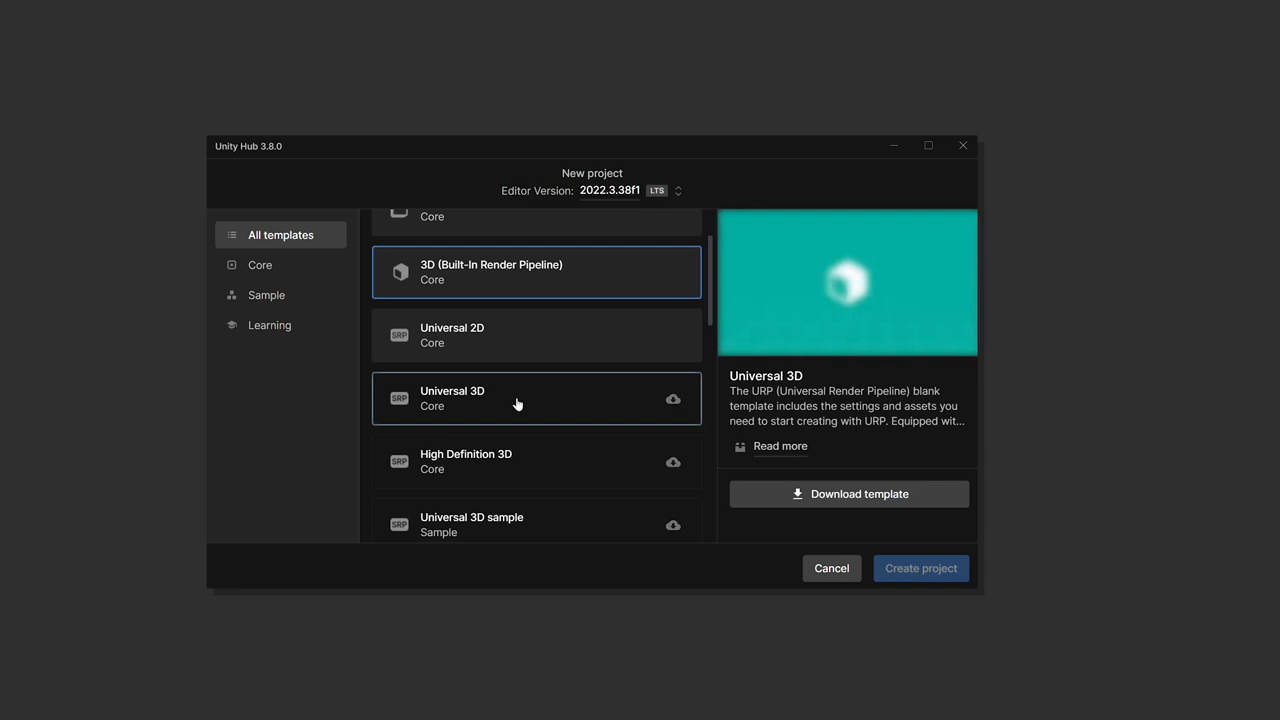 Unity Hub 3.8.0
New project
Editor Version: 2022.3.38f1 LTS
All templates
Core
Sample
Learning
Core
3D (Built-In Render Pipeline)
Core
SRP
Universal 2D
Core
SRP
Universal 3D
Core
SRP
High Definition 3D
Core
SRP
Universal 3D sample
Sample
Universal 3D
The URP (Universal Render Pipeline) blank
template includes the settings and assets you
need to start creating with URP. Equipped wit...
Read more
Download template
Cancel
Create project